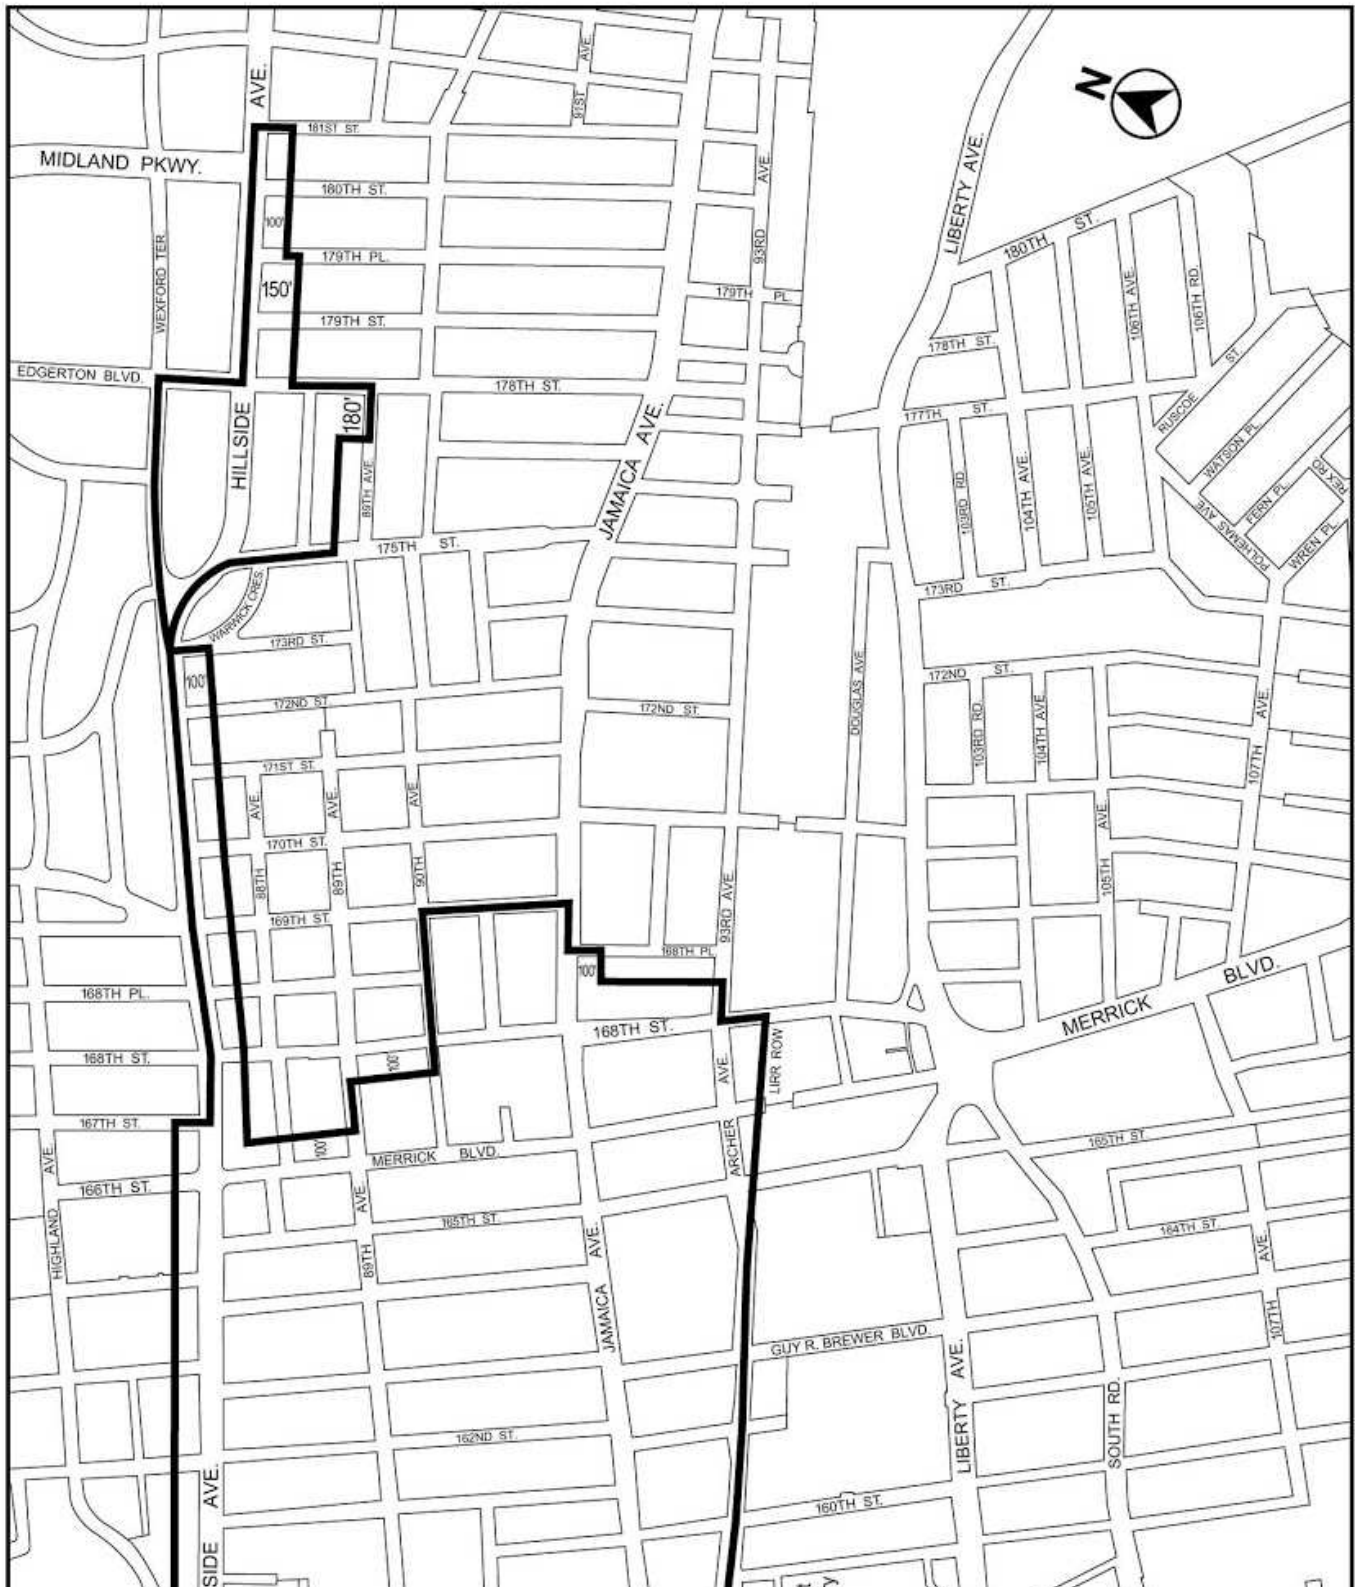 AVE.
AVE.
91ST
N
181ST ST.
MIDLAND PKWY.
180TH ST.
AVE.
93RD
LIBERTY AVE.
180TH ST.
100'
WEXFORD TER.
179TH PL.
150'
179TH PL.
179TH ST.
106TH AVE.
106TH RD.
178TH ST.
EDGERTON BLVD.
178TH ST.
RUSCOE ST
HILLSIDE
180'
JAMAICA AVE.
177TH ST.
WATSON PL.
89TH AVE
103RD RD.
104TH AVE.
105TH AVE.
FERN PL.
REX RD
POLHEMAS AVE
WREN PL.
175TH ST.
WARWICK CRES.
173RD ST.
173RD ST.
100'
172ND ST.
172ND ST.
DOUGLAS AVE
172ND ST.
103RD RD.
104TH AVE.
107TH AVE.
171ST ST.
88TH AVE.
89TH AVE.
90TH AVE.
170TH ST.
105TH AVE.
169TH ST.
93RD AVE.
168TH PL.
100'
168TH PL.
168TH ST.
MERRICK BLVD.
168TH ST.
100'
ARCHER AVE.
LIRR ROW
167TH ST.
100'
MERRICK BLVD.
165TH ST.
HIGHLAND AVE.
166TH ST.
89TH AVE.
165TH ST.
JAMAICA AVE.
164TH ST.
107TH AVE.
GUY R. BREWER BLVD.
LIBERTY AVE.
SOUTH RD.
162ND ST.
SIDE AVE.
160TH ST.